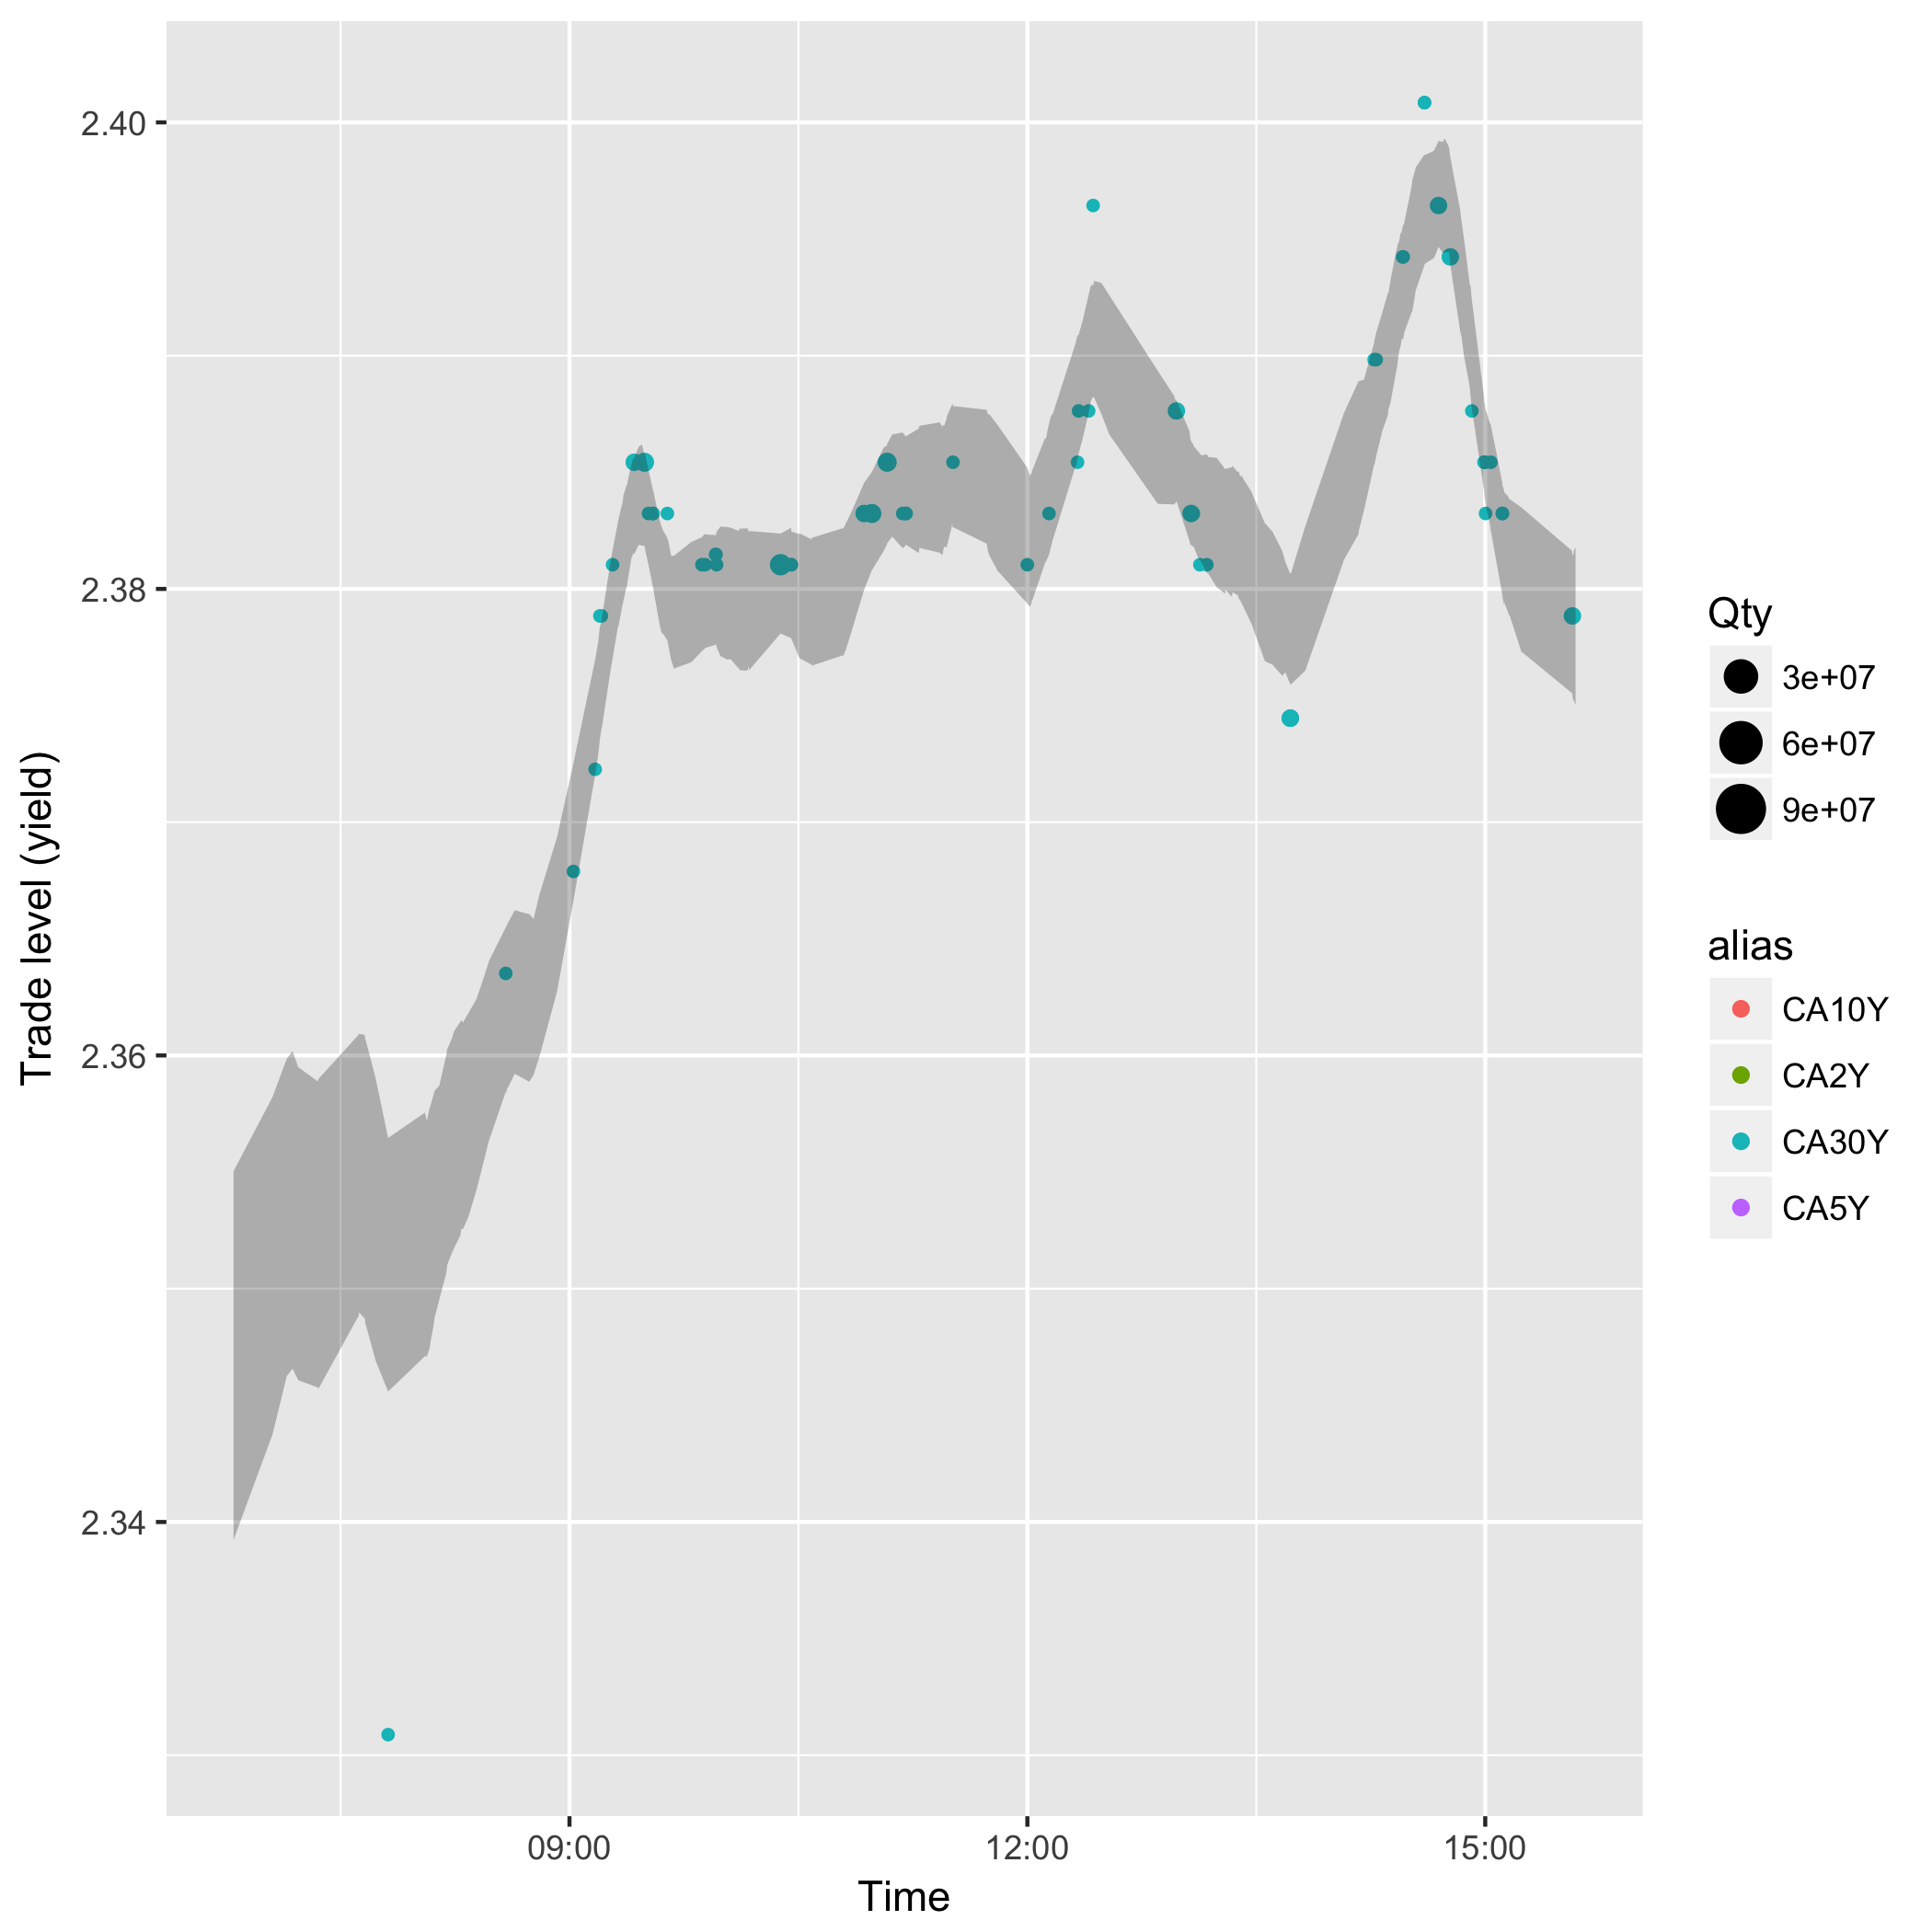 Trade level (yield)
2.40
2.38
2.36
2.34
09:00
12:00
15:00
Time
Qty
3e+07
6e+07
9e+07
alias
CA10Y
CA2Y
CA30Y
CA5Y